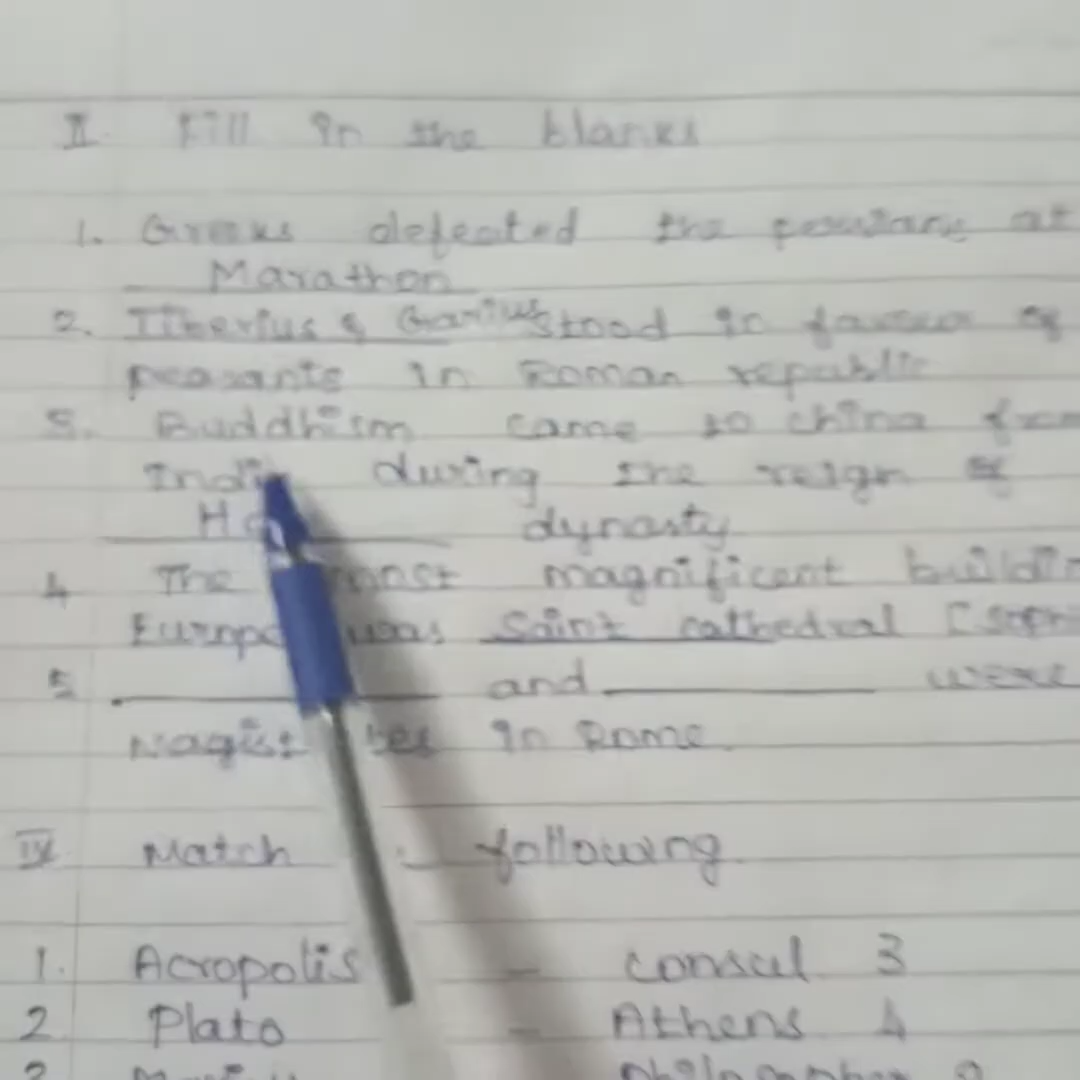 II. Fill in the blanks
1. Greeks defeated the persians at
Marathon
2. Tiberius & Garius stood in favour of
peasants in Roman republic
3. Buddhism came to china from
India during the reign of
dynasty
4 The most magnificent
Europe was Saint cathedral
5 ________ and ________ were
in Rome.
IV Match following
1. Acropolis - consul 3
2 Plato - Athens 4